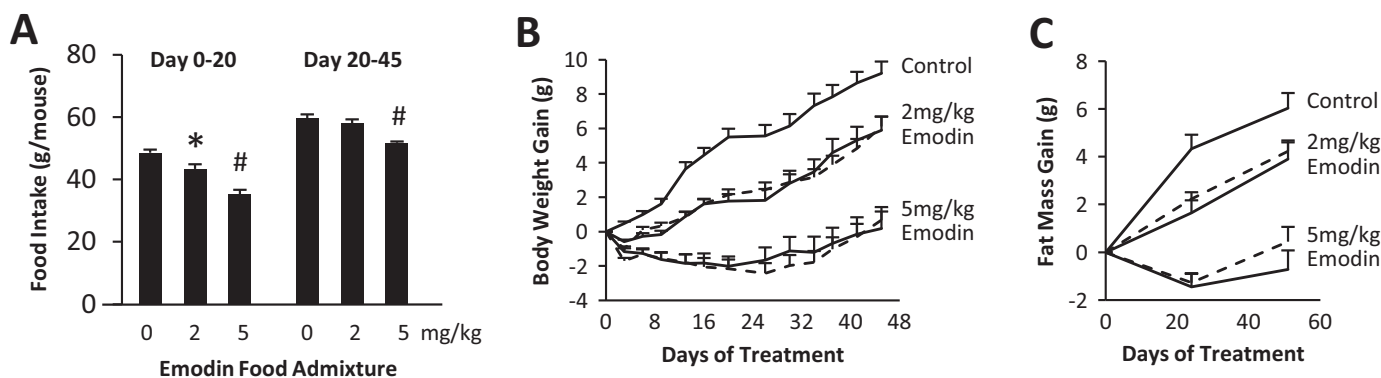 A
Food Intake (g/mouse)
80
60
40
20
0
Day 0-20
Day 20-45
*
#
#
0 2 5 0 2 5 mg/kg
Emodin Food Admixture
B
Body Weight Gain (g)
10
8
6
4
2
0
-2
-4
Control
2mg/kg
Emodin
5mg/kg
Emodin
0 8 16 24 32 40 48
Days of Treatment
C
Fat Mass Gain (g)
8
6
4
2
0
-2
Control
2mg/kg
Emodin
5mg/kg
Emodin
0 20 40 60
Days of Treatment